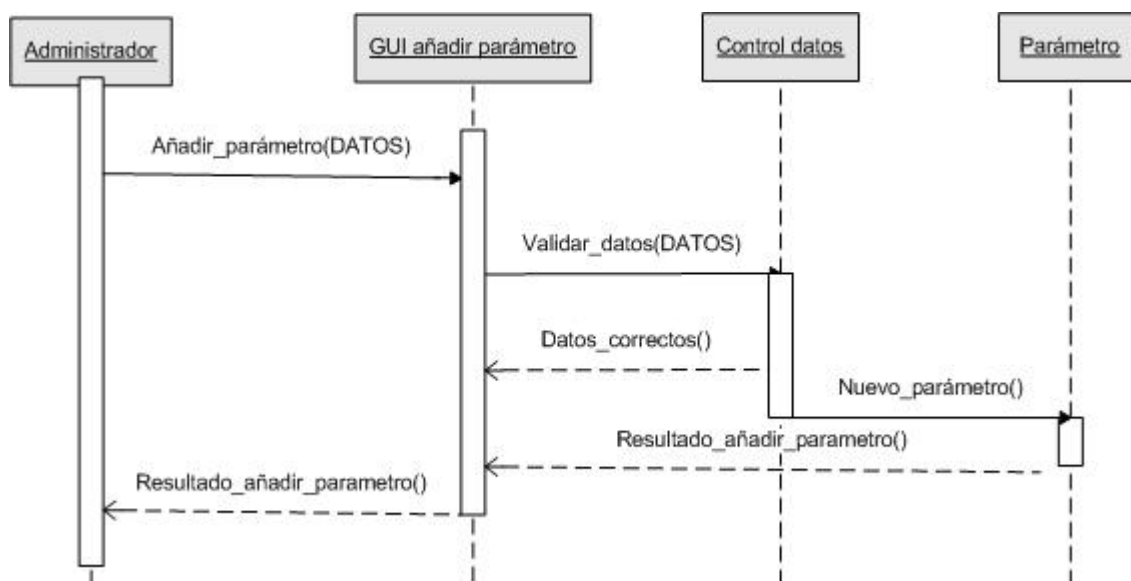 Administrador
GUI añadir parámetro
Control datos
Parámetro
Añadir_parámetro(DATOS)
Validar_datos(DATOS)
Datos_correctos()
Nuevo_parámetro()
Resultado_añadir_parametro()
Resultado_añadir_parametro()